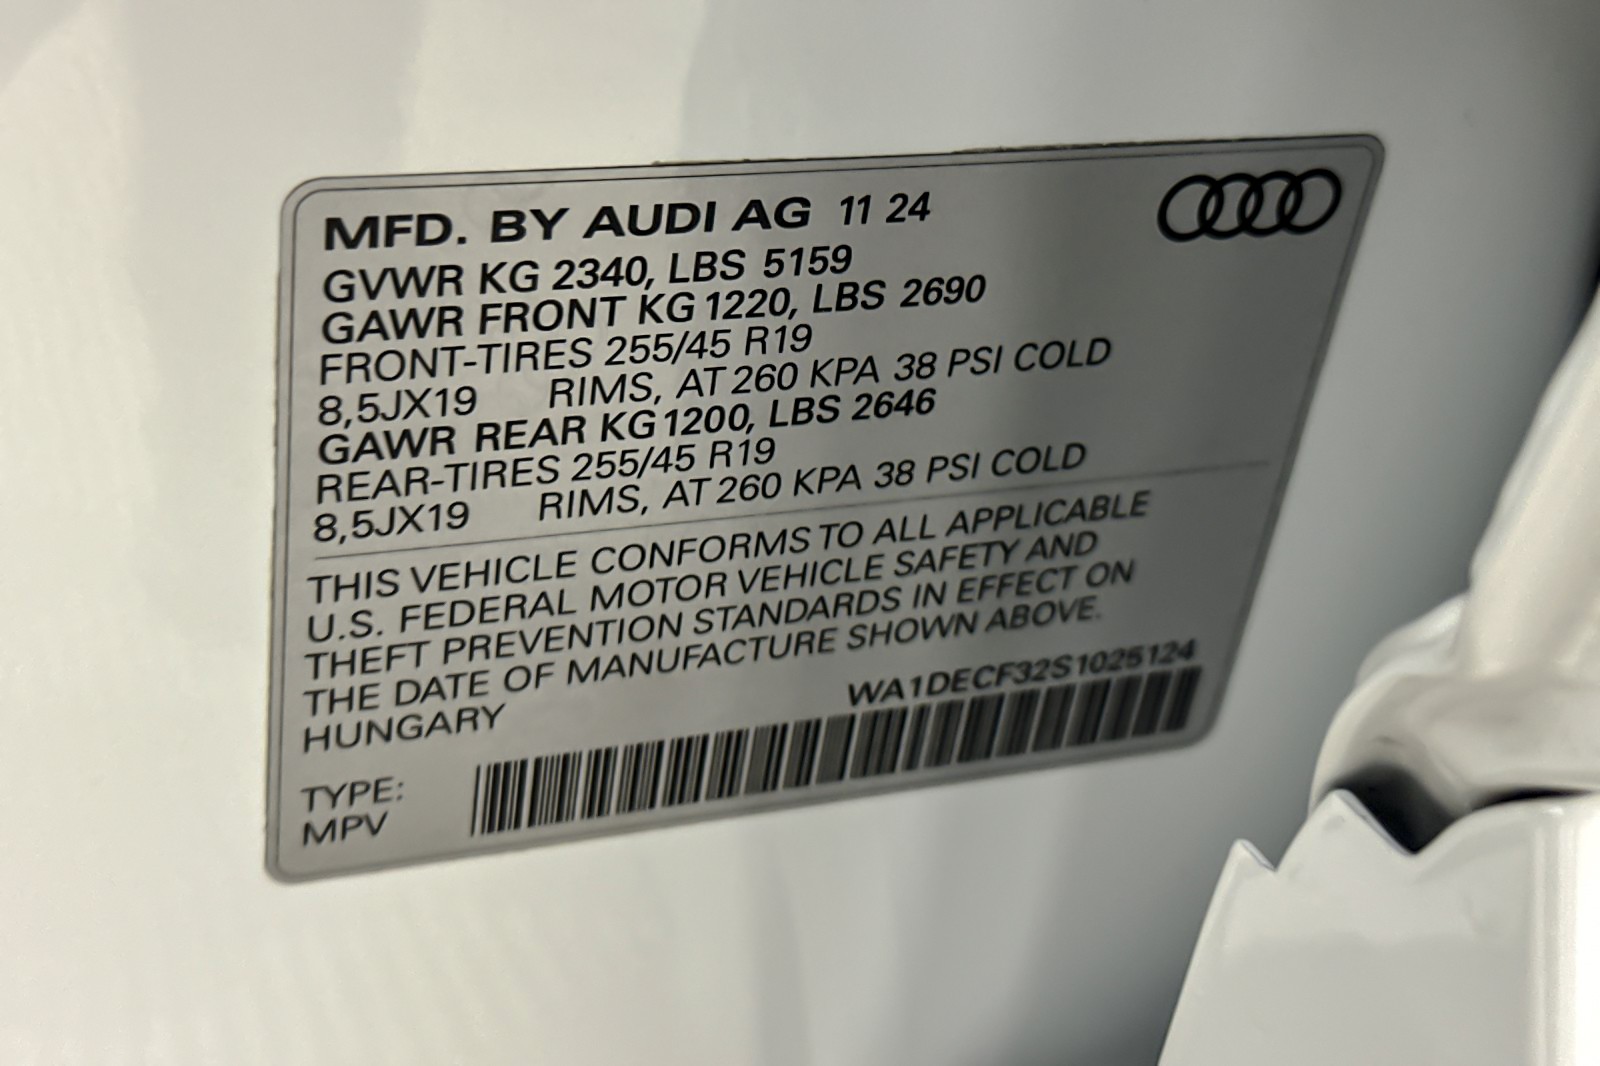 MFD. BY AUDI AG 11 24
GVWR KG 2340, LBS 5159
GAWR FRONT KG 1220, LBS 2690
FRONT-TIRES 255/45 R19
8,5JX19 RIMS, AT 260 KPA 38 PSI COLD
GAWR REAR KG 1200, LBS 2646
REAR-TIRES 255/45 R19
8,5JX19 RIMS, AT 260 KPA 38 PSI COLD
THIS VEHICLE CONFORMS TO ALL APPLICABLE
U.S. FEDERAL MOTOR VEHICLE SAFETY AND
THEFT PREVENTION STANDARDS IN EFFECT ON
THE DATE OF MANUFACTURE SHOWN ABOVE.
HUNGARY
WA1DECF32S1025124
TYPE:
MPV